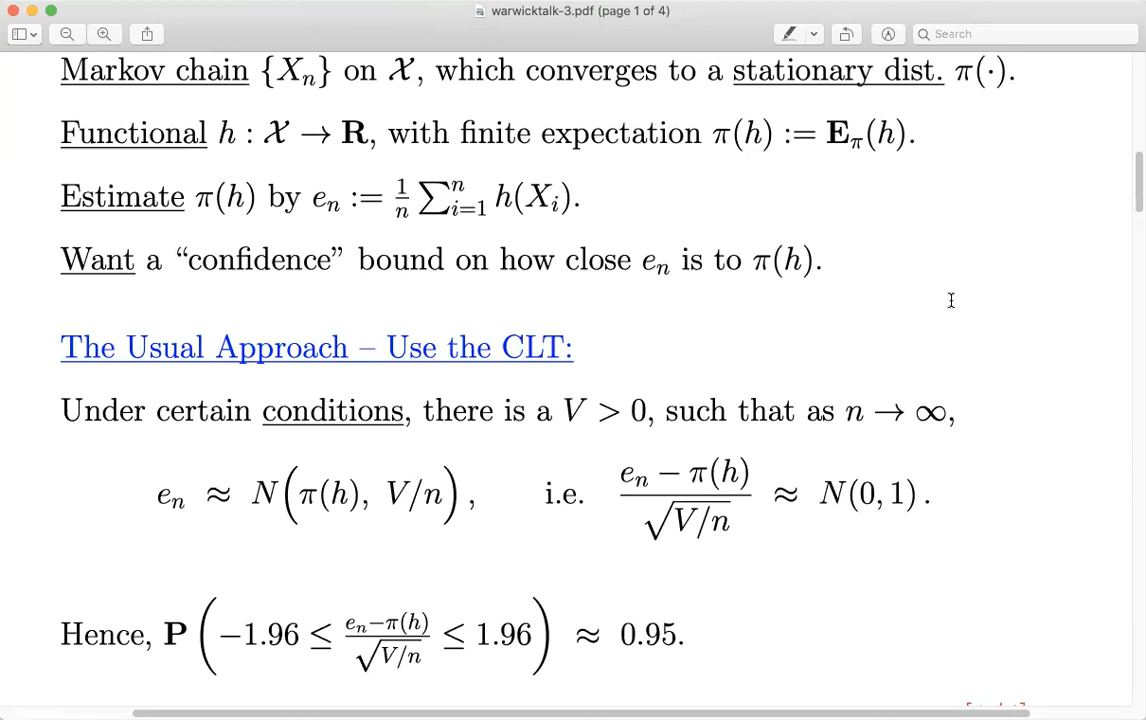 warwicktalk-3.pdf (page 1 of 4)
Search
Markov chain {Xₙ} on 𝒳, which converges to a stationary dist. π(·).
Functional h : 𝒳 → R, with finite expectation π(h) := E_π(h).
Estimate π(h) by eₙ := 1/n ∑ⁿᵢ₌₁ h(Xᵢ).
Want a “confidence” bound on how close eₙ is to π(h).
The Usual Approach – Use the CLT:
Under certain conditions, there is a V > 0, such that as n → ∞,
eₙ ≈ N(π(h), V/n), i.e. (eₙ − π(h))/√(V/n) ≈ N(0, 1).
Hence, P(−1.96 ≤ (eₙ−π(h))/√(V/n) ≤ 1.96) ≈ 0.95.